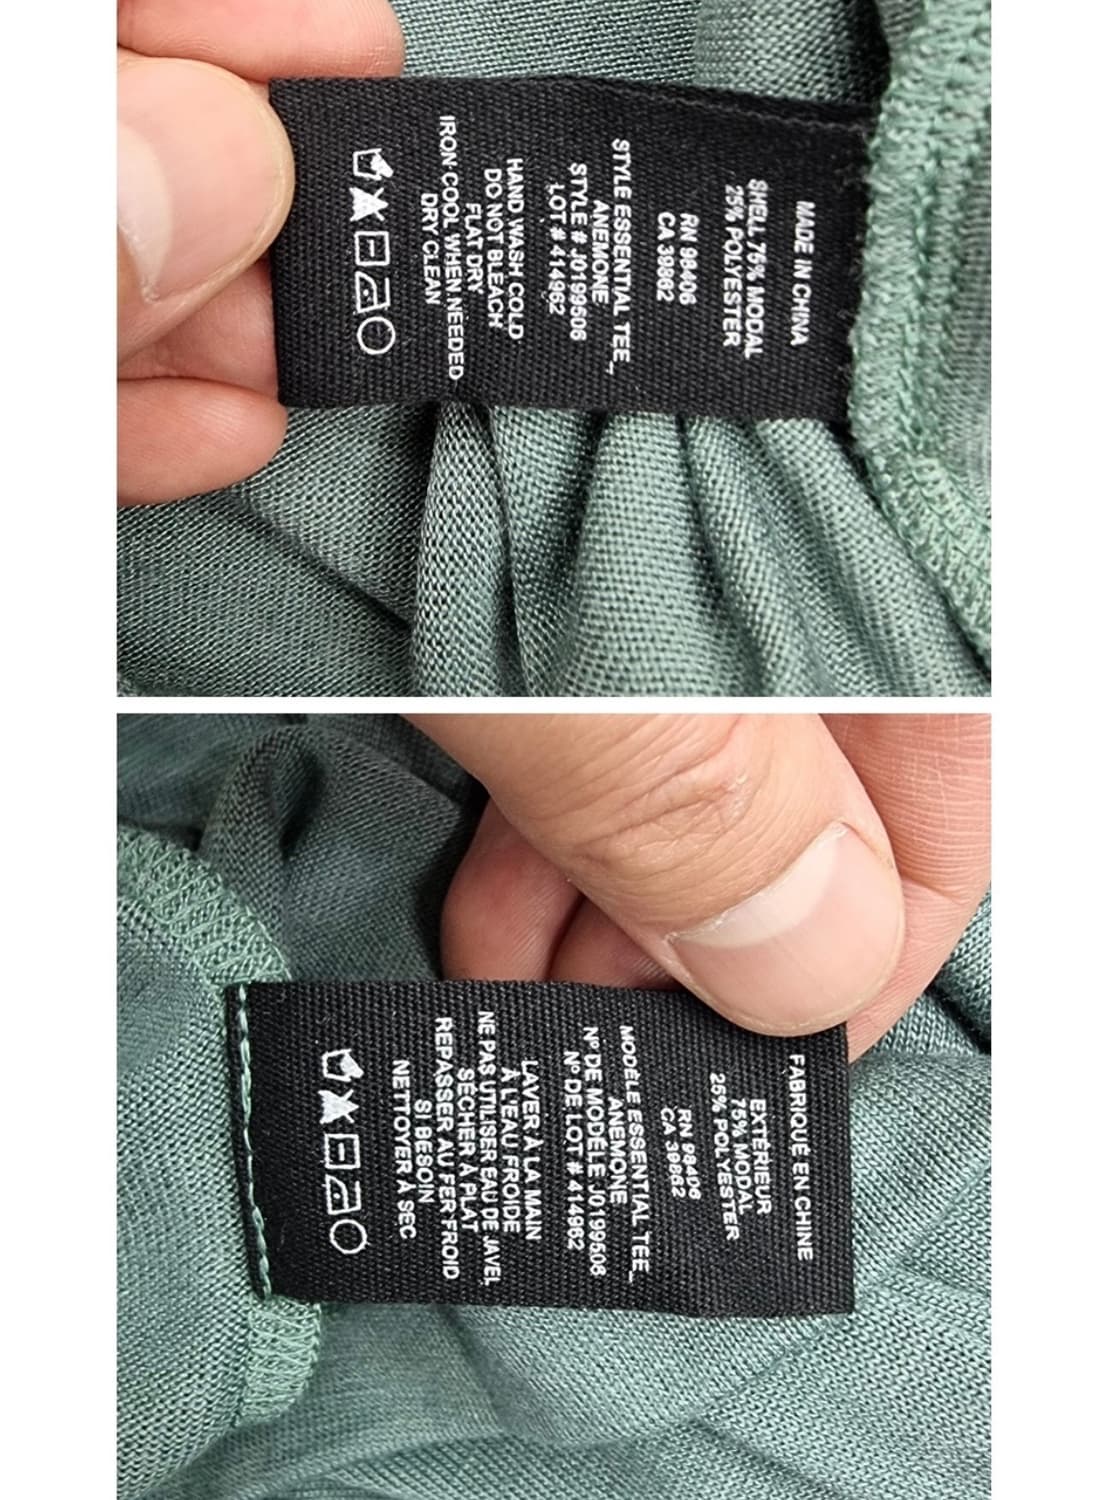 MADE IN CHINA
SHELL 75% MODAL
25% POLYESTER
RN 98406
CA 39862
STYLE ESSENTIAL TEE_
ANEMONE
STYLE # J0199506
LOT # 414962
HAND WASH COLD
DO NOT BLEACH
FLAT DRY
IRON COOL WHEN NEEDED
DRY CLEAN
FABRIQUÉ EN CHINE
EXTÉRIEUR
75% MODAL
25% POLYESTER
RN 98406
CA 39862
MODÈLE ESSENTIAL TEE_
ANEMONE
Nº DE MODÈLE J0199506
Nº DE LOT # 414962
LAVER À LA MAIN
À L'EAU FROIDE
NE PAS UTILISER EAU DE JAVEL
SÉCHER À PLAT
REPASSER AU FER FROID
SI BESOIN
NETTOYER À SEC